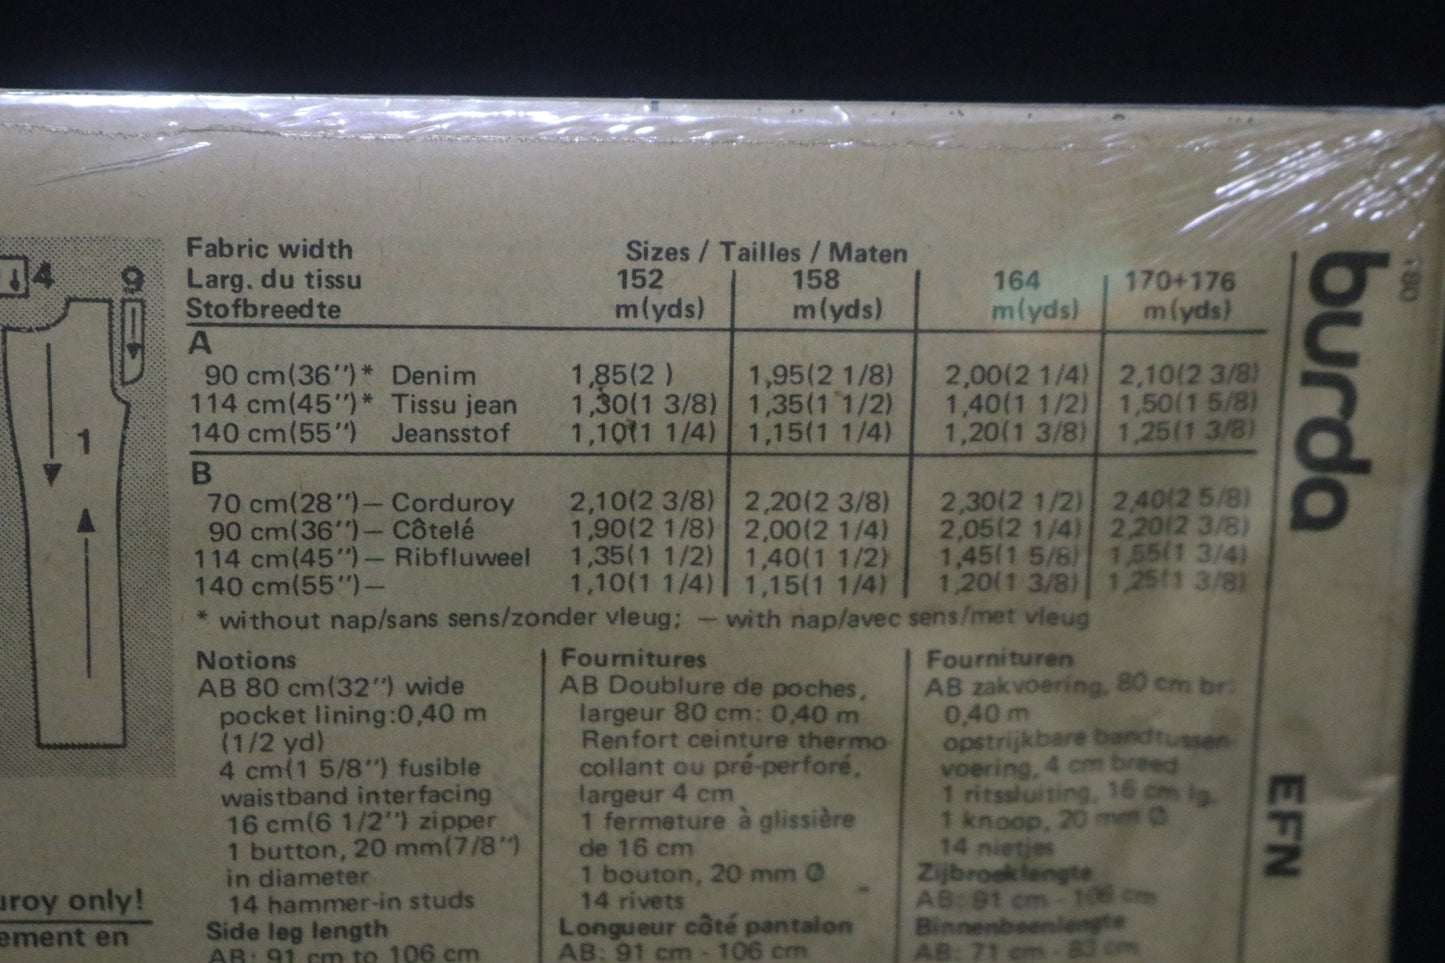 Fabric width
Larg. du tissu
Stofbreedte
Sizes / Tailles / Maten
152 158 164 170+176
m(yds) m(yds) m(yds) m(yds)
A
90 cm(36")* Denim 1,85(2 ) 1,95(2 1/8) 2,00(2 1/4) 2,10(2 3/8)
114 cm(45")* Tissu jean 1,30(1 3/8) 1,35(1 1/2) 1,40(1 1/2) 1,50(1 5/8)
140 cm(55") Jeansstof 1,10(1 1/4) 1,15(1 1/4) 1,20(1 3/8) 1,25(1 3/8)
B
70 cm(28")— Corduroy 2,10(2 3/8) 2,20(2 3/8) 2,30(2 1/2) 2,40(2 5/8)
90 cm(36")— Côtelé 1,90(2 1/8) 2,00(2 1/4) 2,05(2 1/4) 2,20(2 3/8)
114 cm(45")— Ribfluweel 1,35(1 1/2) 1,40(1 1/2) 1,45(1 5/8) 1,55(1 3/4)
140 cm(55")— 1,10(1 1/4) 1,15(1 1/4) 1,20(1 3/8) 1,25(1 3/8)
* without nap/sans sens/zonder vleug; — with nap/avec sens/met vleug
Notions
AB 80 cm(32") wide
pocket lining:0,40 m
(1/2 yd)
4 cm(1 5/8") fusible
waistband interfacing
16 cm(6 1/2") zipper
1 button, 20 mm(7/8")
in diameter
14 hammer-in studs
Side leg length
AB: 91 cm to 106 cm
Fournitures
AB Doublure de poches,
largeur 80 cm: 0,40 m
Renfort ceinture thermo-
collant ou pré-perforé,
largeur 4 cm
1 fermeture à glissière
de 16 cm
1 bouton, 20 mm Ø
14 rivets
Longueur côté pantalon
AB: 91 cm - 106 cm
Fournituren
AB zakvoering, 80 cm br:
0,40 m
opstrijkbare bandtussen-
voering, 4 cm breed
1 ritssluiting, 16 cm lg.
1 knoop, 20 mm Ø
14 nietjes
Zijbroeklengte
AB: 91 cm - 106 cm
Binnenbeenlengte
AB: 71 cm - 83 cm
burda
EFN
4
9
1
uroy only!
ement en